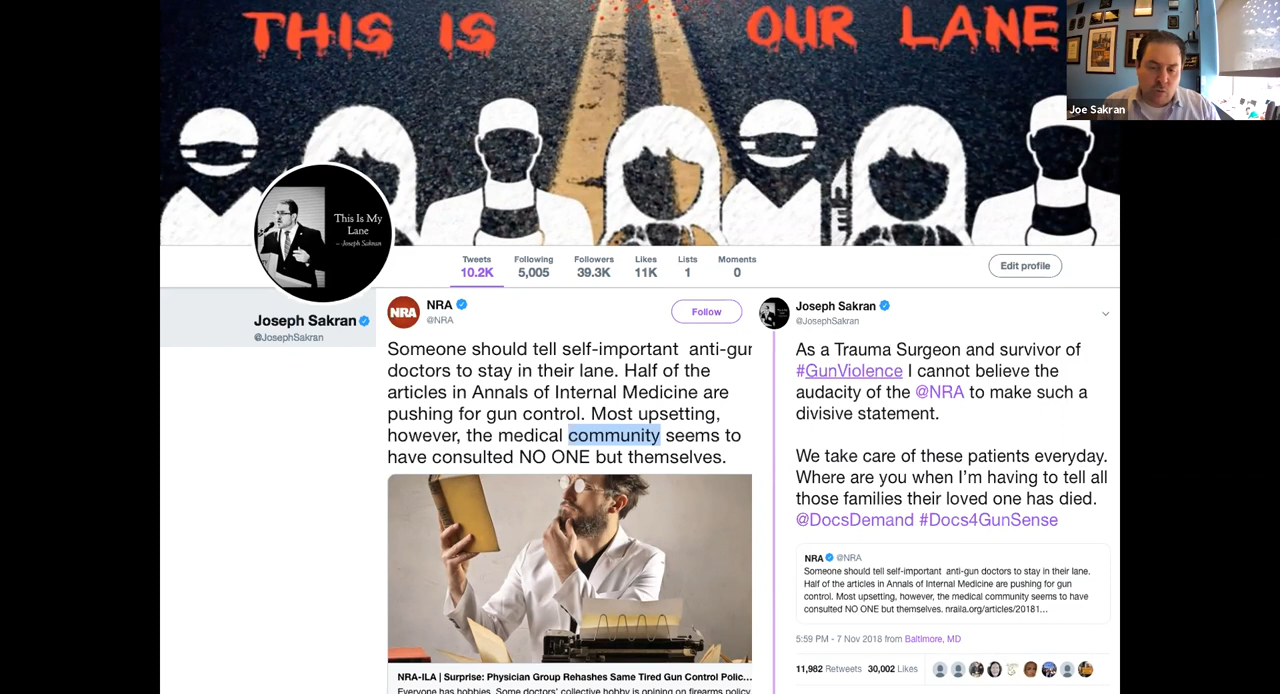 THIS IS OUR LANE
Joe Sakran
This Is My
Lane
– Joseph Sakran
Tweets
10.2K
Following
5,005
Followers
39.3K
Likes
11K
Lists
1
Moments
0
Edit profile
Joseph Sakran
@JosephSakran
NRA
NRA
@NRA
Follow
Someone should tell self-important anti-gun
doctors to stay in their lane. Half of the
articles in Annals of Internal Medicine are
pushing for gun control. Most upsetting,
however, the medical community seems to
have consulted NO ONE but themselves.
NRA-ILA | Surprise: Physician Group Rehashes Same Tired Gun Control Polic...
Everyone has hobbies. Some doctors' collective hobby is opining on firearms policy
Joseph Sakran
@JosephSakran
As a Trauma Surgeon and survivor of
#GunViolence I cannot believe the
audacity of the @NRA to make such a
divisive statement.
We take care of these patients everyday.
Where are you when I'm having to tell all
those families their loved one has died.
@DocsDemand #Docs4GunSense
NRA @NRA
Someone should tell self-important anti-gun doctors to stay in their lane.
Half of the articles in Annals of Internal Medicine are pushing for gun
control. Most upsetting, however, the medical community seems to have
consulted NO ONE but themselves. nraila.org/articles/20181...
5:59 PM - 7 Nov 2018 from Baltimore, MD
11,982 Retweets 30,002 Likes